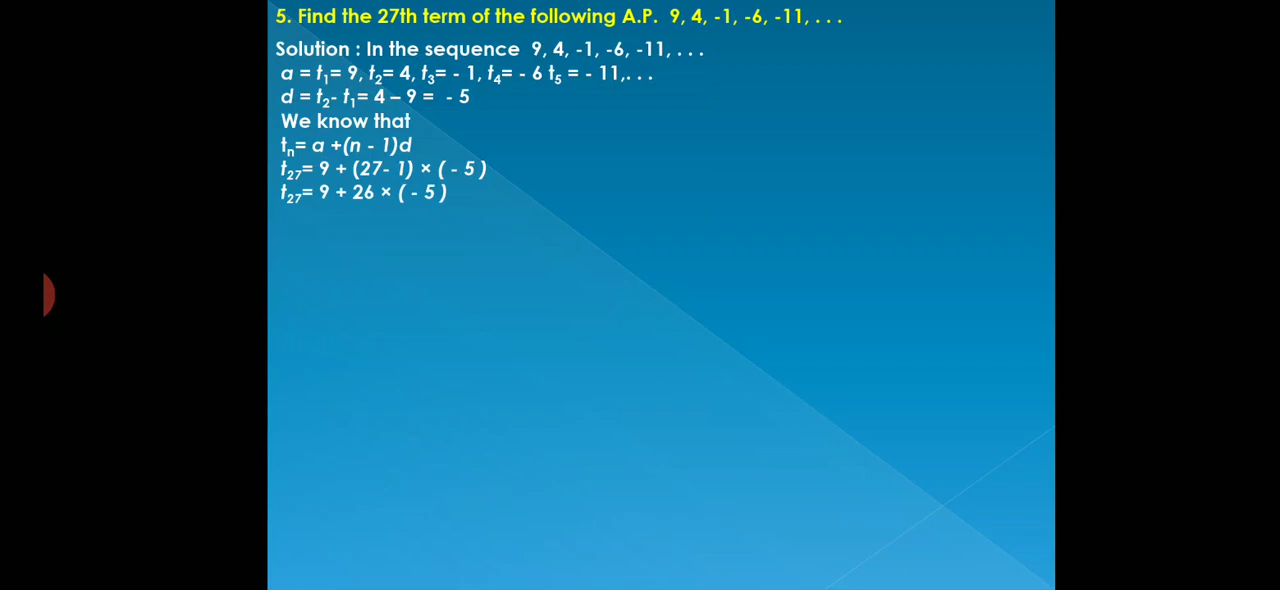 5. Find the 27th term of the following A.P. 9, 4, -1, -6, -11, . . .
Solution : In the sequence 9, 4, -1, -6, -11, . . .
a = t₁= 9, t₂= 4, t₃= - 1, t₄= - 6 t₅ = - 11,. . .
d = t₂- t₁= 4 – 9 = - 5
We know that
tₙ= a +(n - 1)d
t₂₇= 9 + (27- 1) × ( - 5 )
t₂₇= 9 + 26 × ( - 5 )